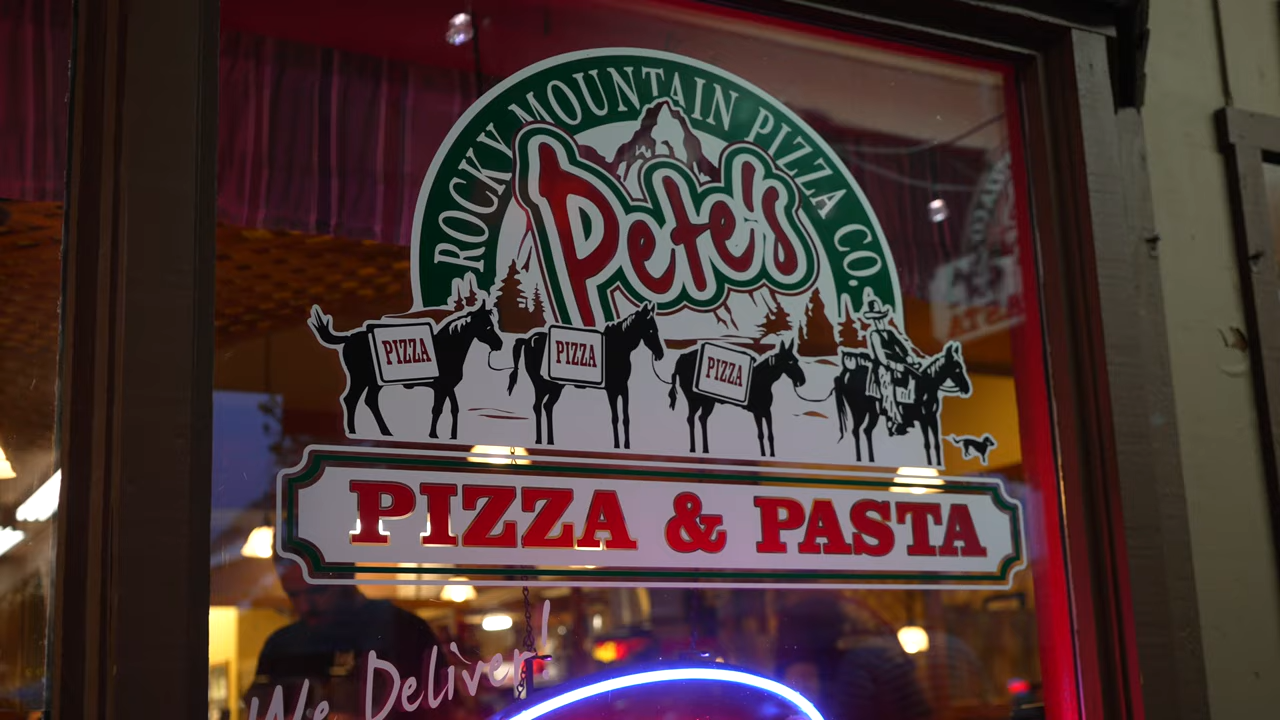 ROCKY MOUNTAIN PIZZA CO.
Pete's
PIZZA PIZZA PIZZA
PIZZA & PASTA
We Deliver!